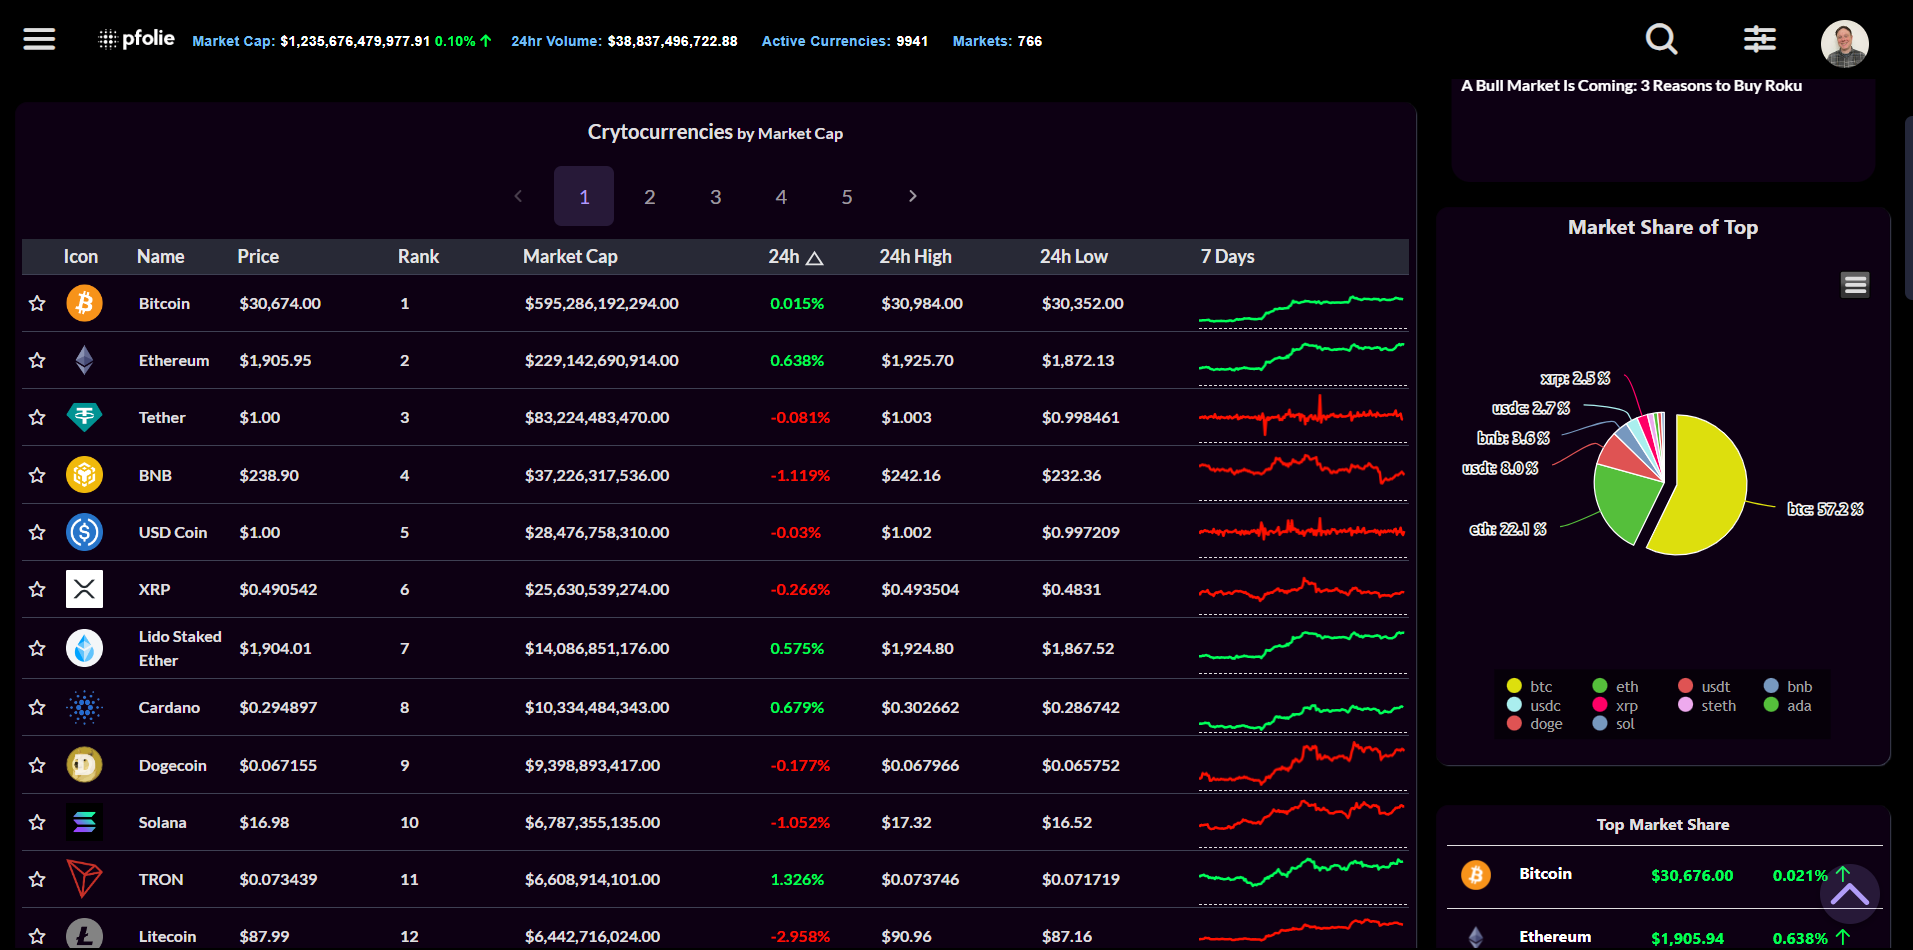 pfolie Market Cap: $1,235,676,479,977.91 0.10% 24hr Volume: $38,837,496,722.88 Active Currencies: 9941 Markets: 766
Crytocurrencies by Market Cap
1 2 3 4 5
Icon Name Price Rank Market Cap 24h 24h High 24h Low 7 Days
Bitcoin $30,674.00 1 $595,286,192,294.00 0.015% $30,984.00 $30,352.00
Ethereum $1,905.95 2 $229,142,690,914.00 0.638% $1,925.70 $1,872.13
Tether $1.00 3 $83,224,483,470.00 -0.081% $1.003 $0.998461
BNB $238.90 4 $37,226,317,536.00 -1.119% $242.16 $232.36
USD Coin $1.00 5 $28,476,758,310.00 -0.03% $1.002 $0.997209
XRP $0.490542 6 $25,630,539,274.00 -0.266% $0.493504 $0.4831
Lido Staked
Ether $1,904.01 7 $14,086,851,176.00 0.575% $1,924.80 $1,867.52
Cardano $0.294897 8 $10,334,484,343.00 0.679% $0.302662 $0.286742
Dogecoin $0.067155 9 $9,398,893,417.00 -0.177% $0.067966 $0.065752
Solana $16.98 10 $6,787,355,135.00 -1.052% $17.32 $16.52
TRON $0.073439 11 $6,608,914,101.00 1.326% $0.073746 $0.071719
Litecoin $87.99 12 $6,442,716,024.00 -2.958% $90.96 $87.16
A Bull Market Is Coming: 3 Reasons to Buy Roku
Market Share of Top
xrp: 2.5 %
usdc: 2.7 %
bnb: 3.6 %
usdt: 8.0 %
btc: 57.2 %
eth: 22.1 %
btc eth usdt bnb
usdc xrp steth ada
doge sol
Top Market Share
Bitcoin $30,676.00 0.021%
Ethereum $1,905.94 0.638%